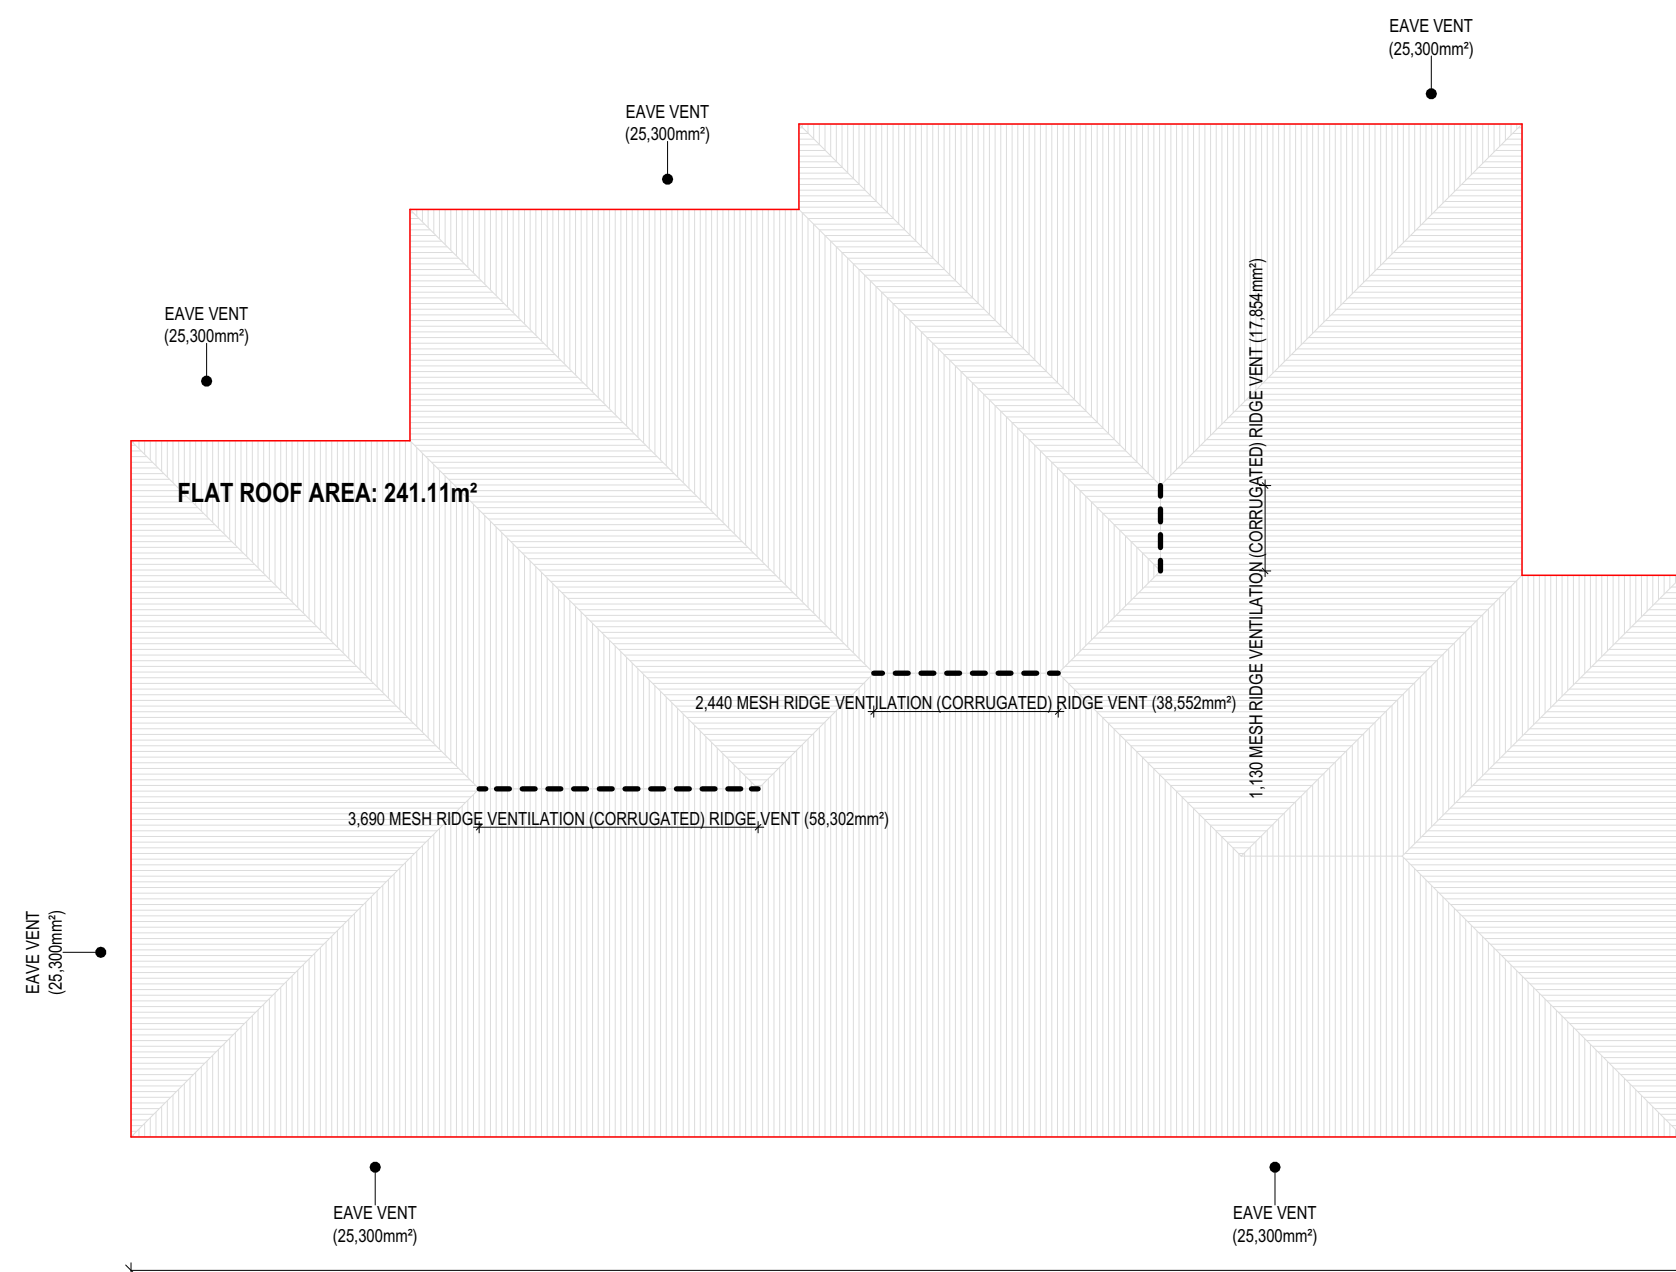 EAVE VENT
(25,300mm²)
EAVE VENT
(25,300mm²)
EAVE VENT
(25,300mm²)
FLAT ROOF AREA: 241.11m²
1,130 MESH RIDGE VENTILATION (CORRUGATED) RIDGE VENT (17,854mm²)
2,440 MESH RIDGE VENTILATION (CORRUGATED) RIDGE VENT (38,552mm²)
3,690 MESH RIDGE VENTILATION (CORRUGATED) RIDGE VENT (58,302mm²)
EAVE VENT
(25,300mm²)
EAVE VENT
(25,300mm²)
EAVE VENT
(25,300mm²)